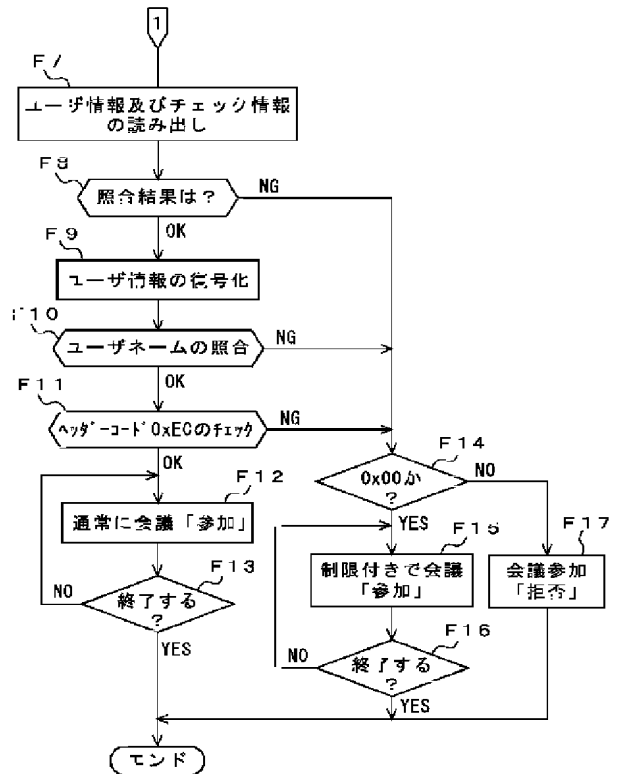 1
F7
ユーザ情報及びチェック情報
の読み出し
F8
照合結果は？
NG
OK
F9
ユーザ情報の復号化
F10
ユーザネームの照合
NG
OK
F11
ﾍｯﾀﾞｰｺｰﾄﾞ0xECのﾁｪｯｸ
NG
OK
F12
通常に会議「参加」
F13
終了する
？
NO
YES
F14
0x00か
？
NO
YES
F15
制限付きで会議
「参加」
F16
終了する
？
NO
YES
F17
会議参加
「拒否」
エンド